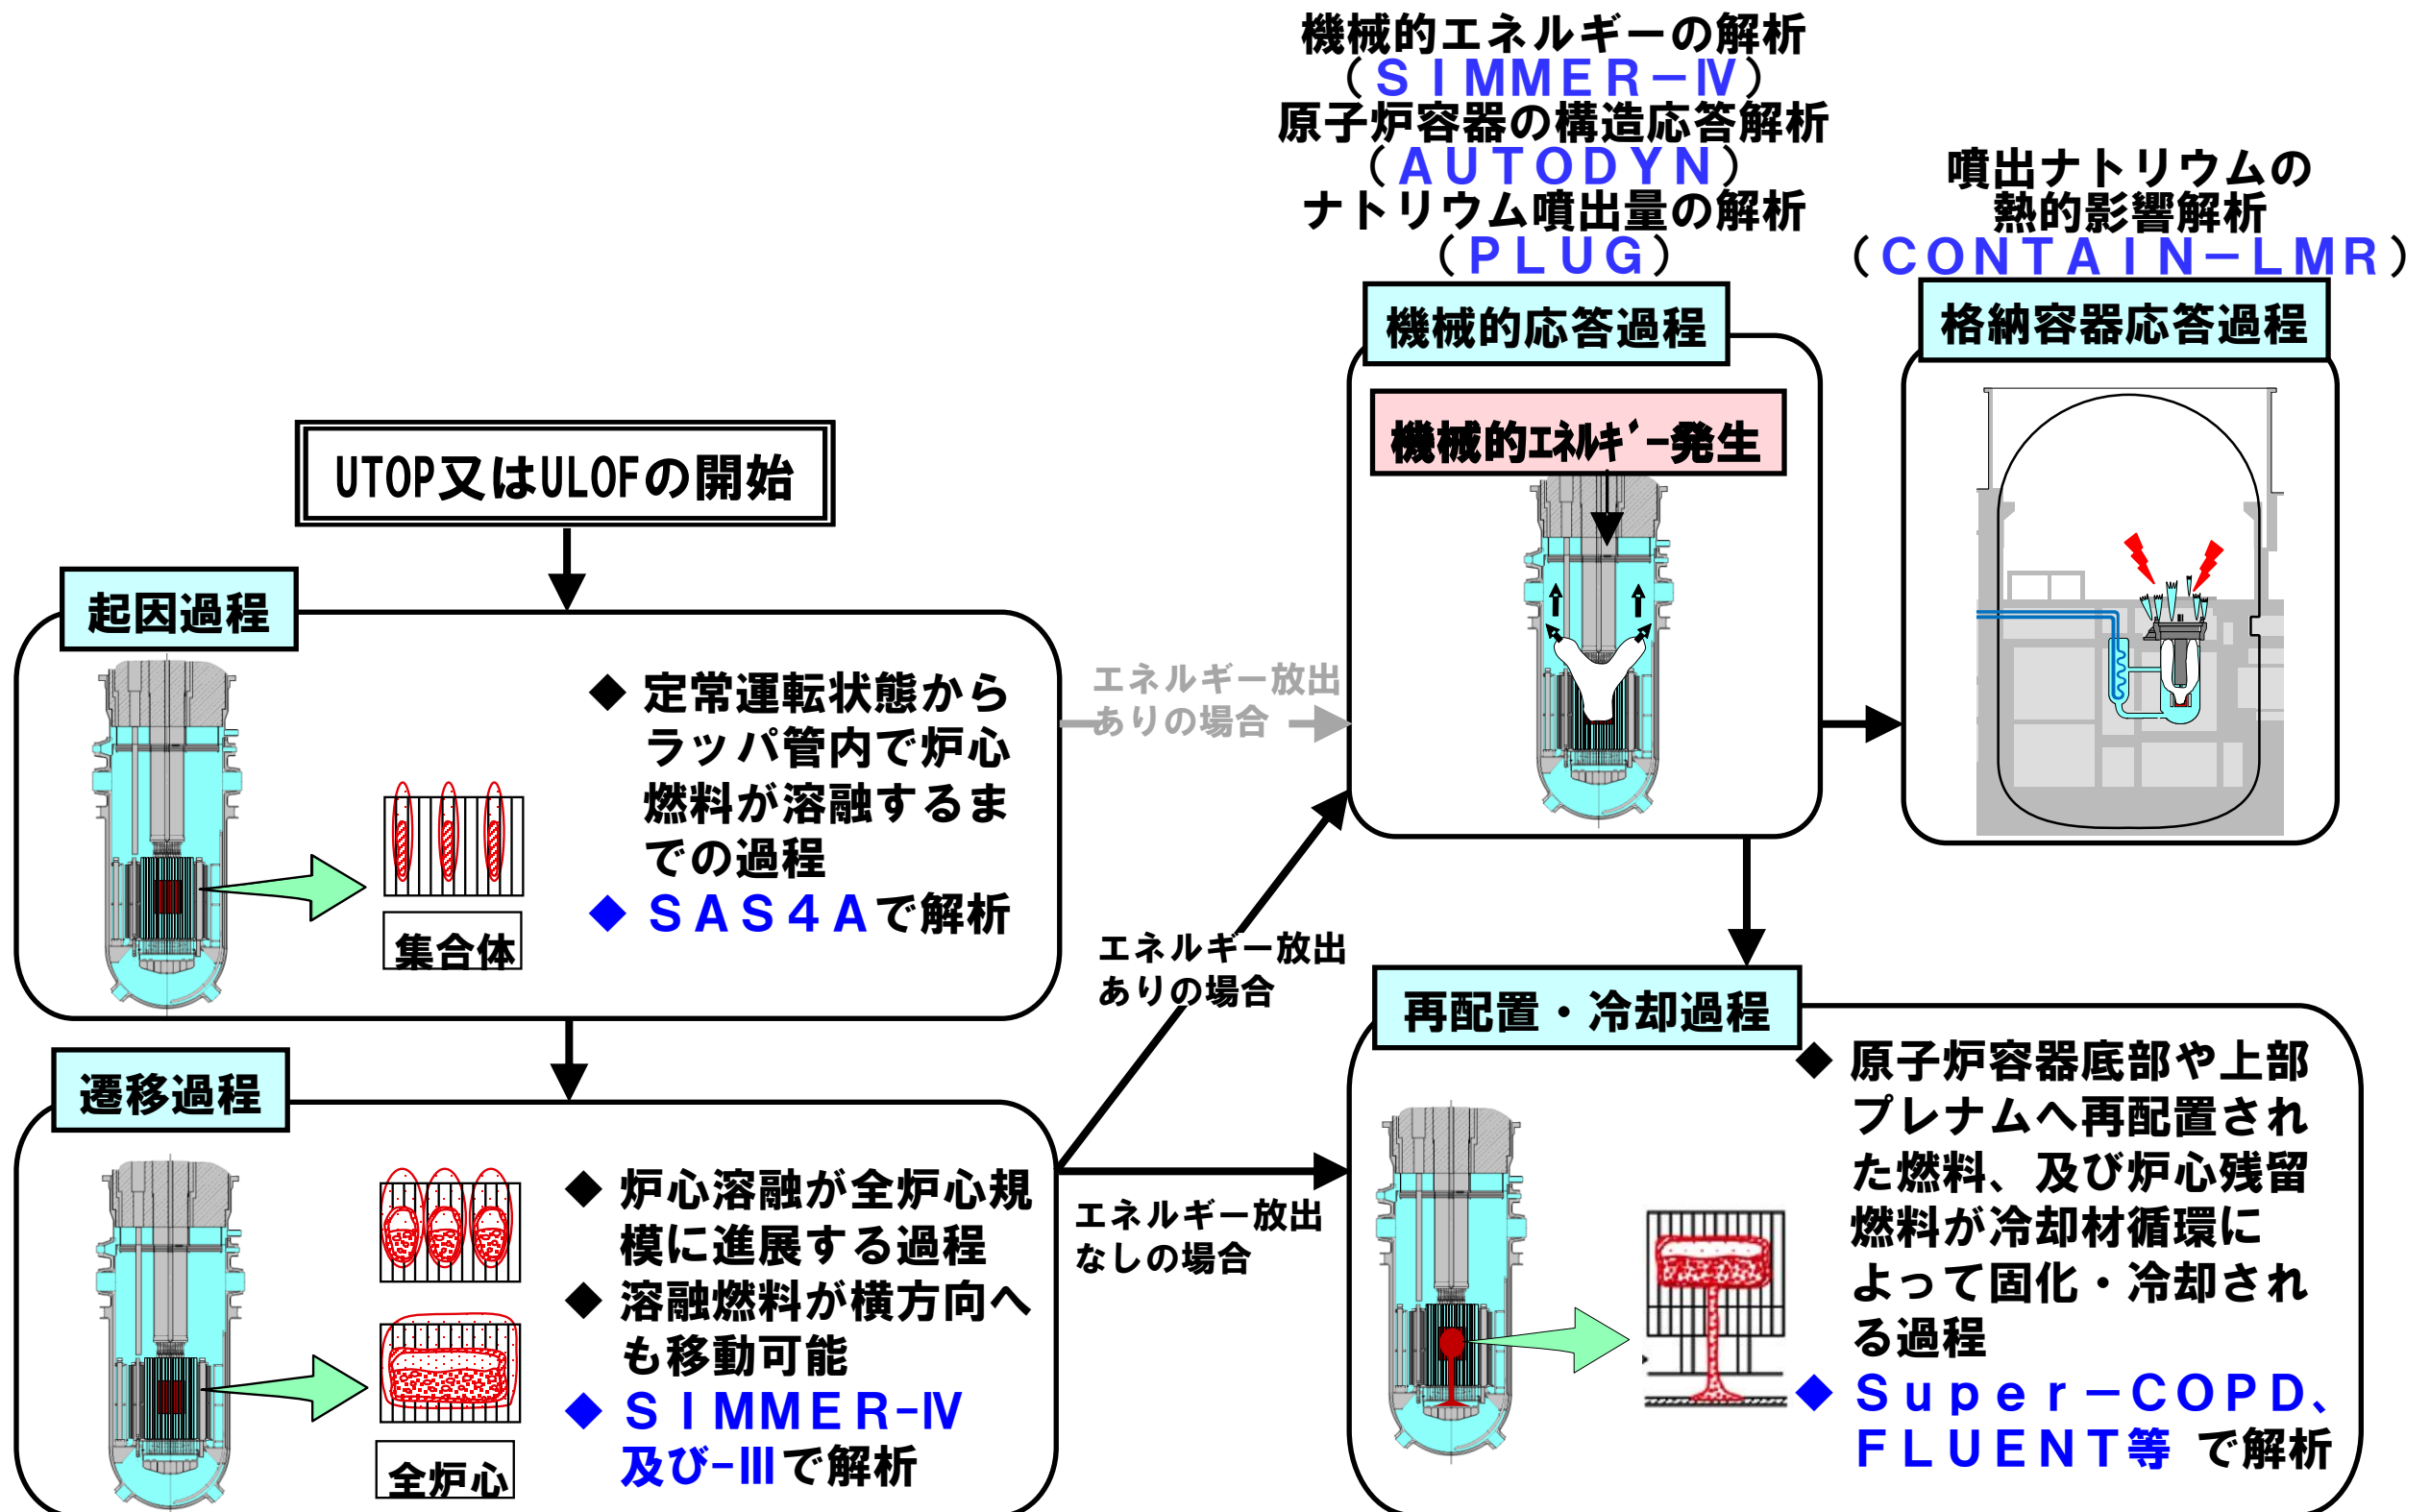 機械的エネルギーの解析
（ＳＩＭＭＥＲ－Ⅳ）
原子炉容器の構造応答解析
（ＡＵＴＯＤＹＮ）
ナトリウム噴出量の解析
（ＰＬＵＧ）
噴出ナトリウムの
熱的影響解析
（ＣＯＮＴＡＩＮ－ＬＭＲ）
機械的応答過程
格納容器応答過程
機械的ｴﾈﾙｷﾞｰ発生
UTOP又はULOFの開始
起因過程
◆ 定常運転状態から
ラッパ管内で炉心
燃料が溶融するま
での過程
◆ ＳＡＳ４Ａで解析
集合体
エネルギー放出
ありの場合
エネルギー放出
ありの場合
遷移過程
◆ 炉心溶融が全炉心規
模に進展する過程
◆ 溶融燃料が横方向へ
も移動可能
◆ ＳＩＭＭＥＲ-Ⅳ
及び-Ⅲで解析
全炉心
エネルギー放出
なしの場合
再配置・冷却過程
◆ 原子炉容器底部や上部
プレナムへ再配置され
た燃料、及び炉心残留
燃料が冷却材循環に
よって固化・冷却され
る過程
◆ Ｓｕｐｅｒ－ＣＯＰＤ、
ＦＬＵＥＮＴ等 で解析